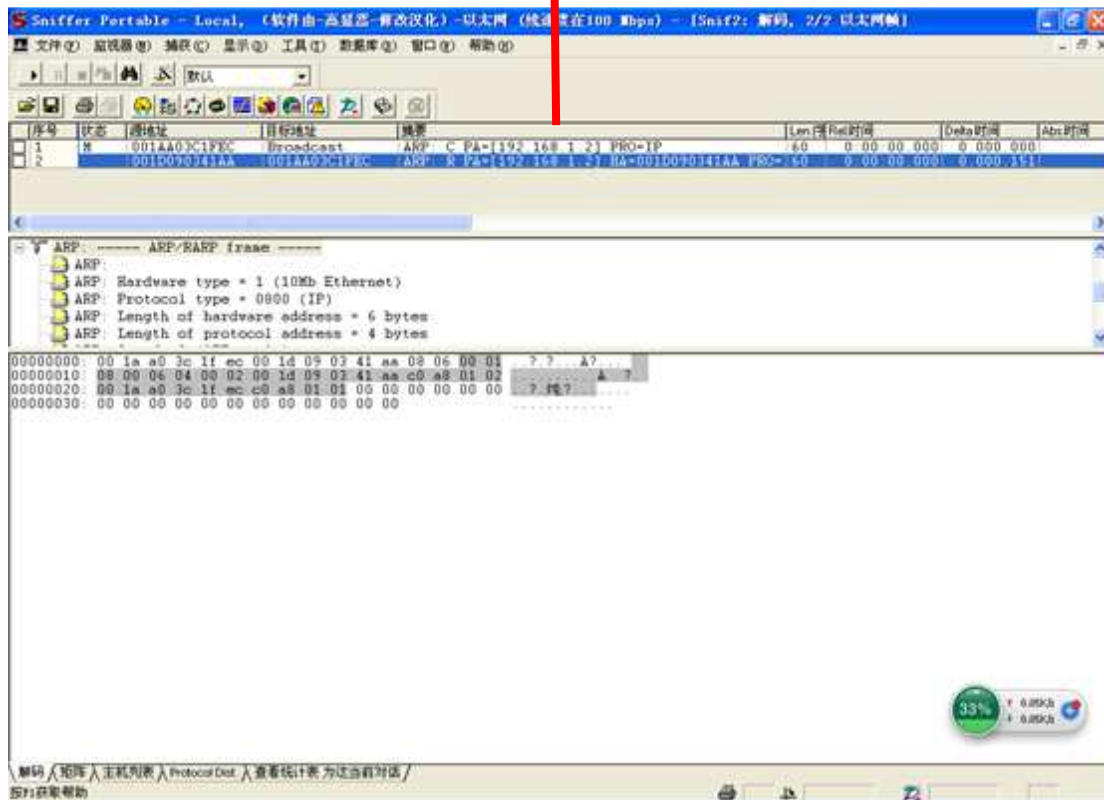 Sniffer Portable - Local, (软件由-高显器-修改汉化) -以太网 (线速度在100 Mbps) - [Snif2: 解码, 2/2 以太网帧]
文件(F) 监视器(M) 捕获(C) 显示(D) 工具(T) 数据库(D) 窗口(W) 帮助(H)
默认
序号 状态 源地址 目标地址 摘要 Len Rel时间 Delta时间 Abs时间
1 M 001AA03C1FEC Broadcast ARP C PA=[192.168.1.2] PRO=IP 60 0:00:00.000 0.000.000
2 001D090341AA 001AA03C1FEC ARP R PA=[192.168.1.2] HA=001D090341AA PRO= 60 0:00:00.000 0.000.151
ARP: ----- ARP/RARP frame -----
ARP:
ARP: Hardware type = 1 (10Mb Ethernet)
ARP: Protocol type = 0800 (IP)
ARP: Length of hardware address = 6 bytes
ARP: Length of protocol address = 4 bytes
00000000: 00 1a a0 3c 1f ec 00 1d 09 03 41 aa 08 06 00 01
00000010: 08 00 06 04 00 02 00 1d 09 03 41 aa c0 a8 01 02
00000020: 00 1a a0 3c 1f ec c0 a8 01 01 00 00 00 00 00 00
00000030: 00 00 00 00 00 00 00 00 00 00 00 00
33%
解码 矩阵 主机列表 Protocol Dist. 查看统计表 为这当前对话
按F1获取帮助